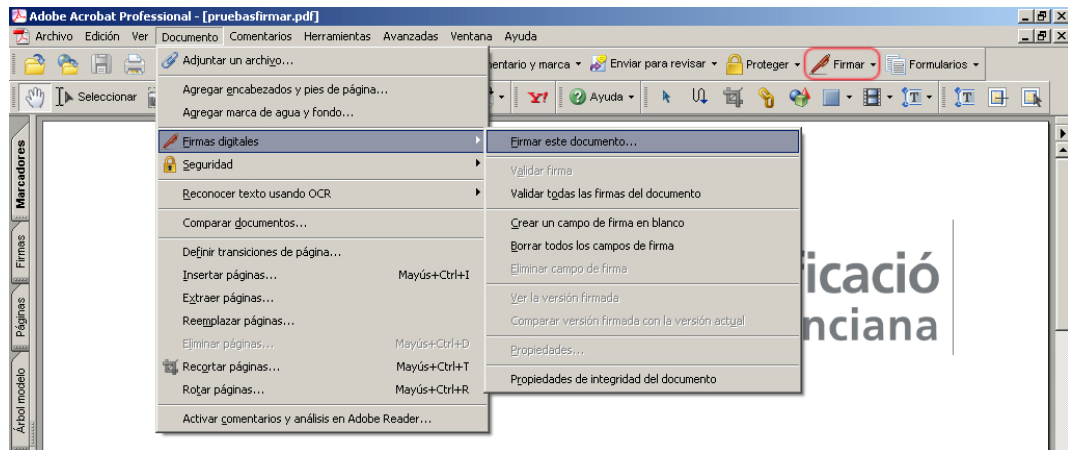 Adobe Acrobat Professional - [pruebasfirmar.pdf]
Archivo Edición Ver Documento Comentarios Herramientas Avanzadas Ventana Ayuda
Adjuntar un archivo...
Enviar para revisar
Proteger
Firmar
Formularios
Seleccionar
Y!
Ayuda
Agregar encabezados y pies de página...
Agregar marca de agua y fondo...
Firmas digitales
Seguridad
Reconocer texto usando OCR
Comparar documentos...
Definir transiciones de página...
Insertar páginas... Mayús+Ctrl+I
Extraer páginas...
Reemplazar páginas...
Eliminar páginas... Mayús+Ctrl+D
Recortar páginas... Mayús+Ctrl+T
Rotar páginas... Mayús+Ctrl+R
Activar comentarios y análisis en Adobe Reader...
Firmar este documento...
Validar firma
Validar todas las firmas del documento
Crear un campo de firma en blanco
Borrar todos los campos de firma
Eliminar campo de firma
Ver la versión firmada
Comparar versión firmada con la versión actual
Propiedades...
Propiedades de integridad del documento
Marcadores
Firmas
Páginas
Árbol modelo
icació
nciana